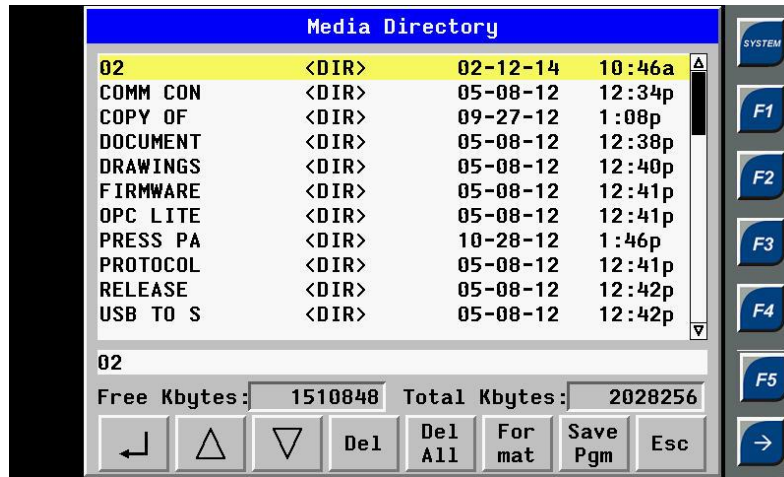 Media Directory
02 <DIR> 02-12-14 10:46a
COMM CON <DIR> 05-08-12 12:34p
COPY OF <DIR> 09-27-12 1:08p
DOCUMENT <DIR> 05-08-12 12:38p
DRAWINGS <DIR> 05-08-12 12:40p
FIRMWARE <DIR> 05-08-12 12:41p
OPC LITE <DIR> 05-08-12 12:41p
PRESS PA <DIR> 10-28-12 1:46p
PROTOCOL <DIR> 05-08-12 12:41p
RELEASE <DIR> 05-08-12 12:42p
USB TO S <DIR> 05-08-12 12:42p
02
Free Kbytes: 1510848 Total Kbytes: 2028256
Del
Del All
For mat
Save Pgm
Esc
SYSTEM
F1
F2
F3
F4
F5